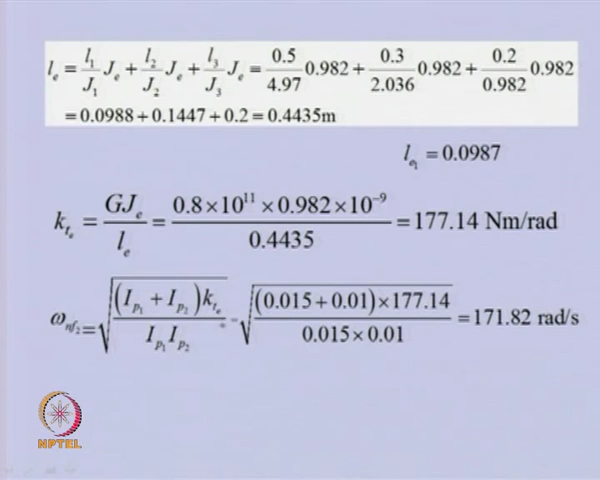 l_e = l_1/J_1 J_e + l_2/J_2 J_e + l_3/J_3 J_e = 0.5/4.97 0.982 + 0.3/2.036 0.982 + 0.2/0.982 0.982
= 0.0988 + 0.1447 + 0.2 = 0.4435m
l_{e_1} = 0.0987
k_{t_e} = GJ_e/l_e = 0.8×10^{11} × 0.982×10^{-9}/0.4435 = 177.14 Nm/rad
ω_{nf_2} = √((I_{p_1} + I_{p_2})k_{t_e}/I_{p_1}I_{p_2}) = √((0.015 + 0.01)×177.14/0.015×0.01) = 171.82 rad/s
NPTEL